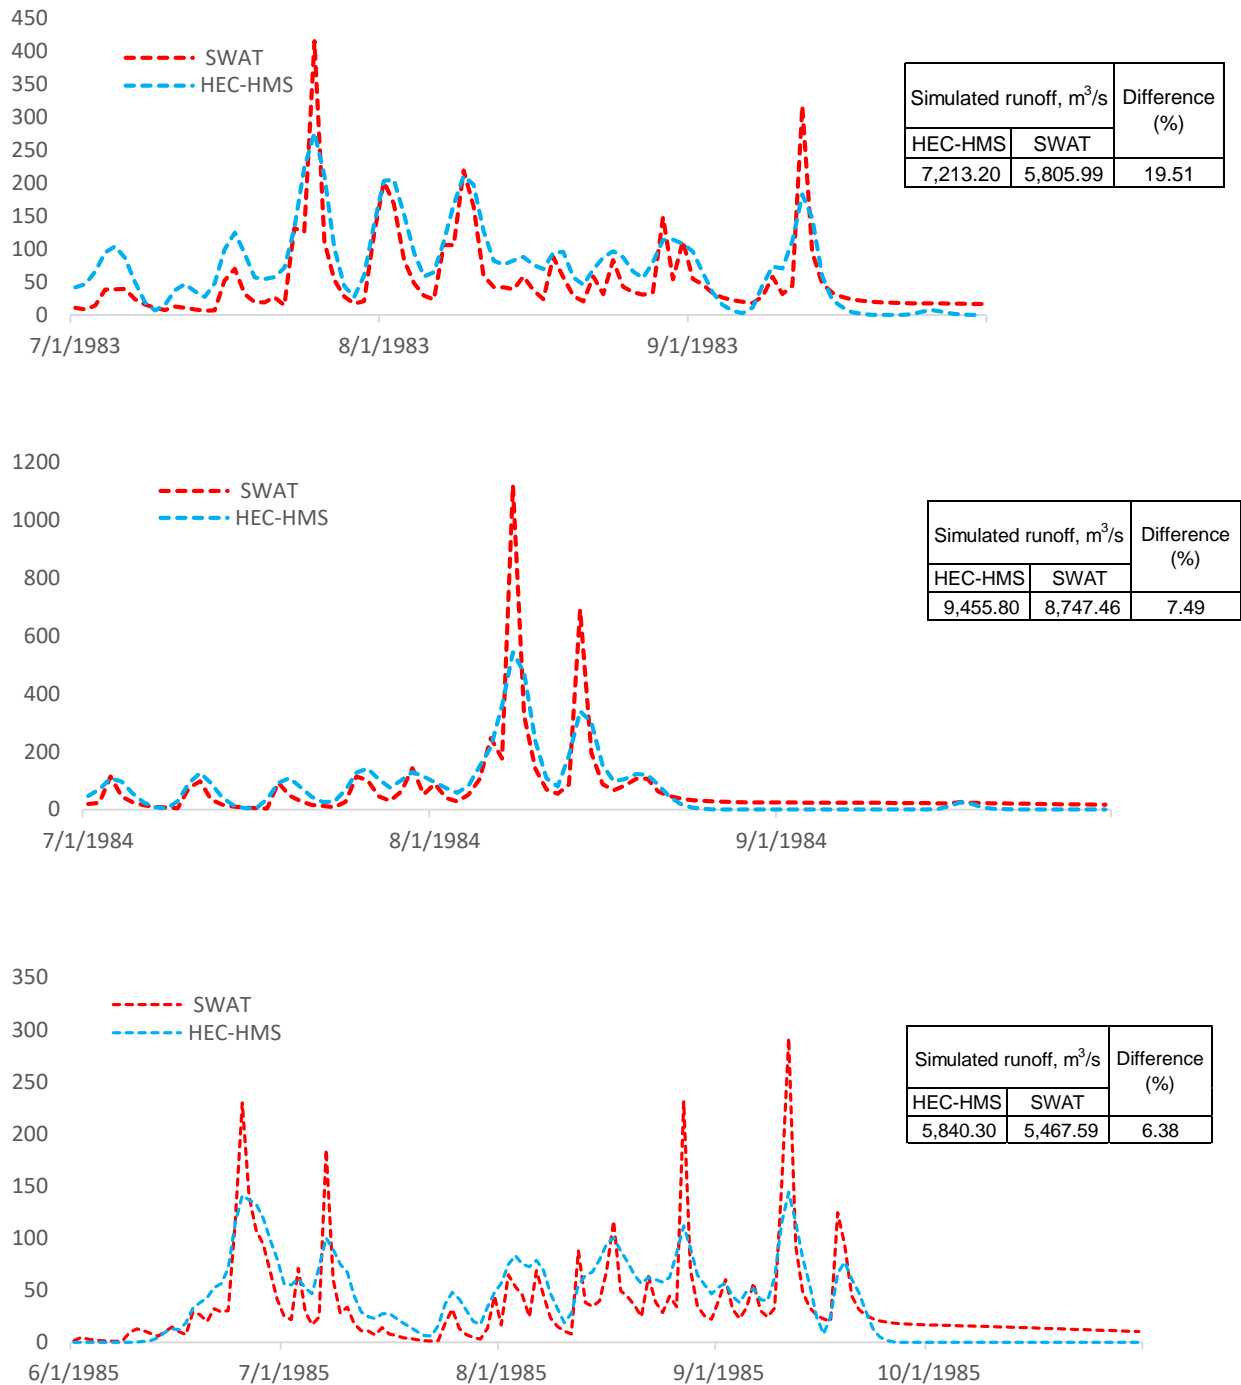 450
400
350
300
250
200
150
100
50
0
SWAT
HEC-HMS
7/1/1983 8/1/1983 9/1/1983
Simulated runoff, m³/s Difference
(%)
HEC-HMS SWAT
7,213.20 5,805.99 19.51
1200
1000
800
600
400
200
0
SWAT
HEC-HMS
7/1/1984 8/1/1984 9/1/1984
Simulated runoff, m³/s Difference
(%)
HEC-HMS SWAT
9,455.80 8,747.46 7.49
350
300
250
200
150
100
50
0
SWAT
HEC-HMS
6/1/1985 7/1/1985 8/1/1985 9/1/1985 10/1/1985
Simulated runoff, m³/s Difference
(%)
HEC-HMS SWAT
5,840.30 5,467.59 6.38